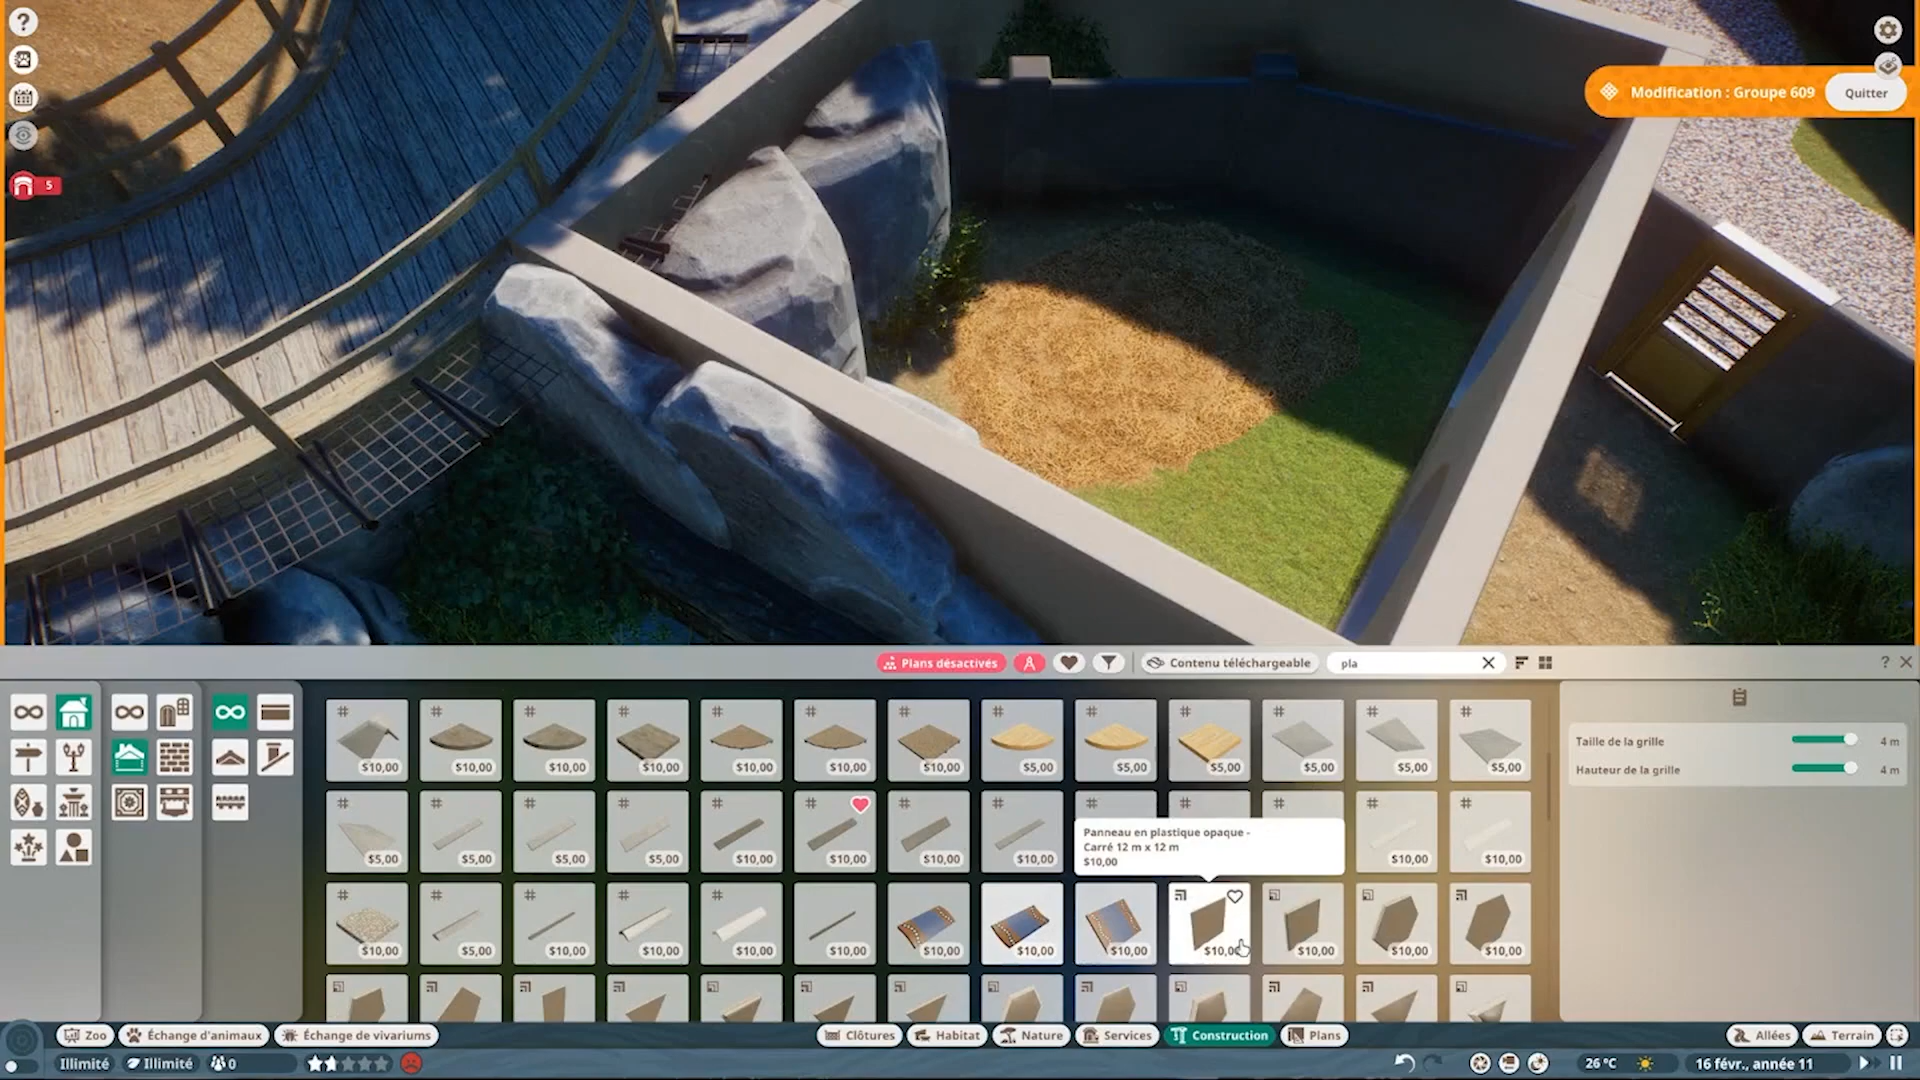 ?
5
Modification : Groupe 609
Quitter
Plans désactivés
Contenu téléchargeable
pla
?
$10,00 $10,00 $10,00 $10,00 $10,00 $10,00 $10,00 $5,00 $5,00 $5,00 $5,00 $5,00 $5,00
Taille de la grille 4 m
Hauteur de la grille 4 m
$5,00 $5,00 $5,00 $5,00 $10,00 $10,00 $10,00 $10,00 $10,00 $10,00
Panneau en plastique opaque -
Carré 12 m x 12 m
$10,00
$10,00 $5,00 $10,00 $10,00 $10,00 $10,00 $10,00 $10,00 $10,00 $10,00 $10,00 $10,00 $10,00
Zoo Échange d'animaux Échange de vivariums Clôtures Habitat Nature Services Construction Plans Allées Terrain
Illimité Illimité 0 26 °C 16 févr., année 11